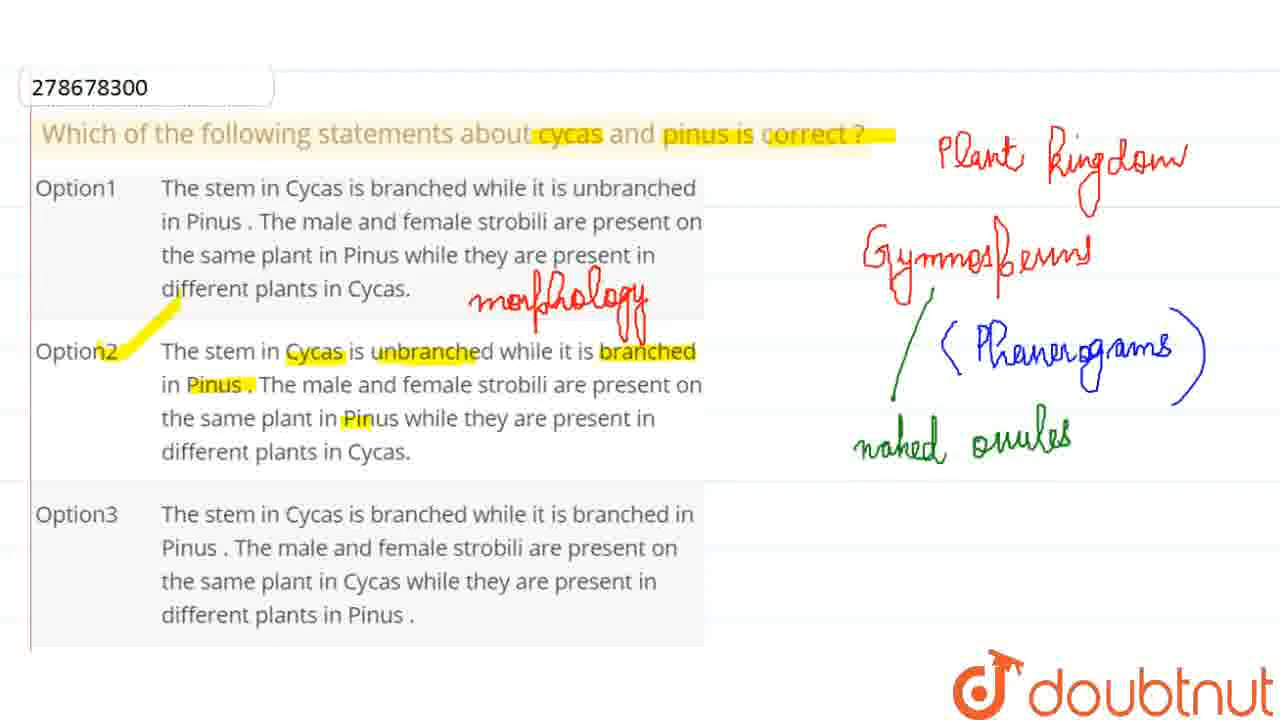 278678300
Which of the following statements about cycas and pinus is correct ?
Option1 The stem in Cycas is branched while it is unbranched
in Pinus . The male and female strobili are present on
the same plant in Pinus while they are present in
different plants in Cycas.
Option2 The stem in Cycas is unbranched while it is branched
in Pinus . The male and female strobili are present on
the same plant in Pinus while they are present in
different plants in Cycas.
Option3 The stem in Cycas is branched while it is branched in
Pinus . The male and female strobili are present on
the same plant in Cycas while they are present in
different plants in Pinus .
morphology
Plant Kingdom
Gymnosperms
(Phanerogams)
naked ovules
doubtnut